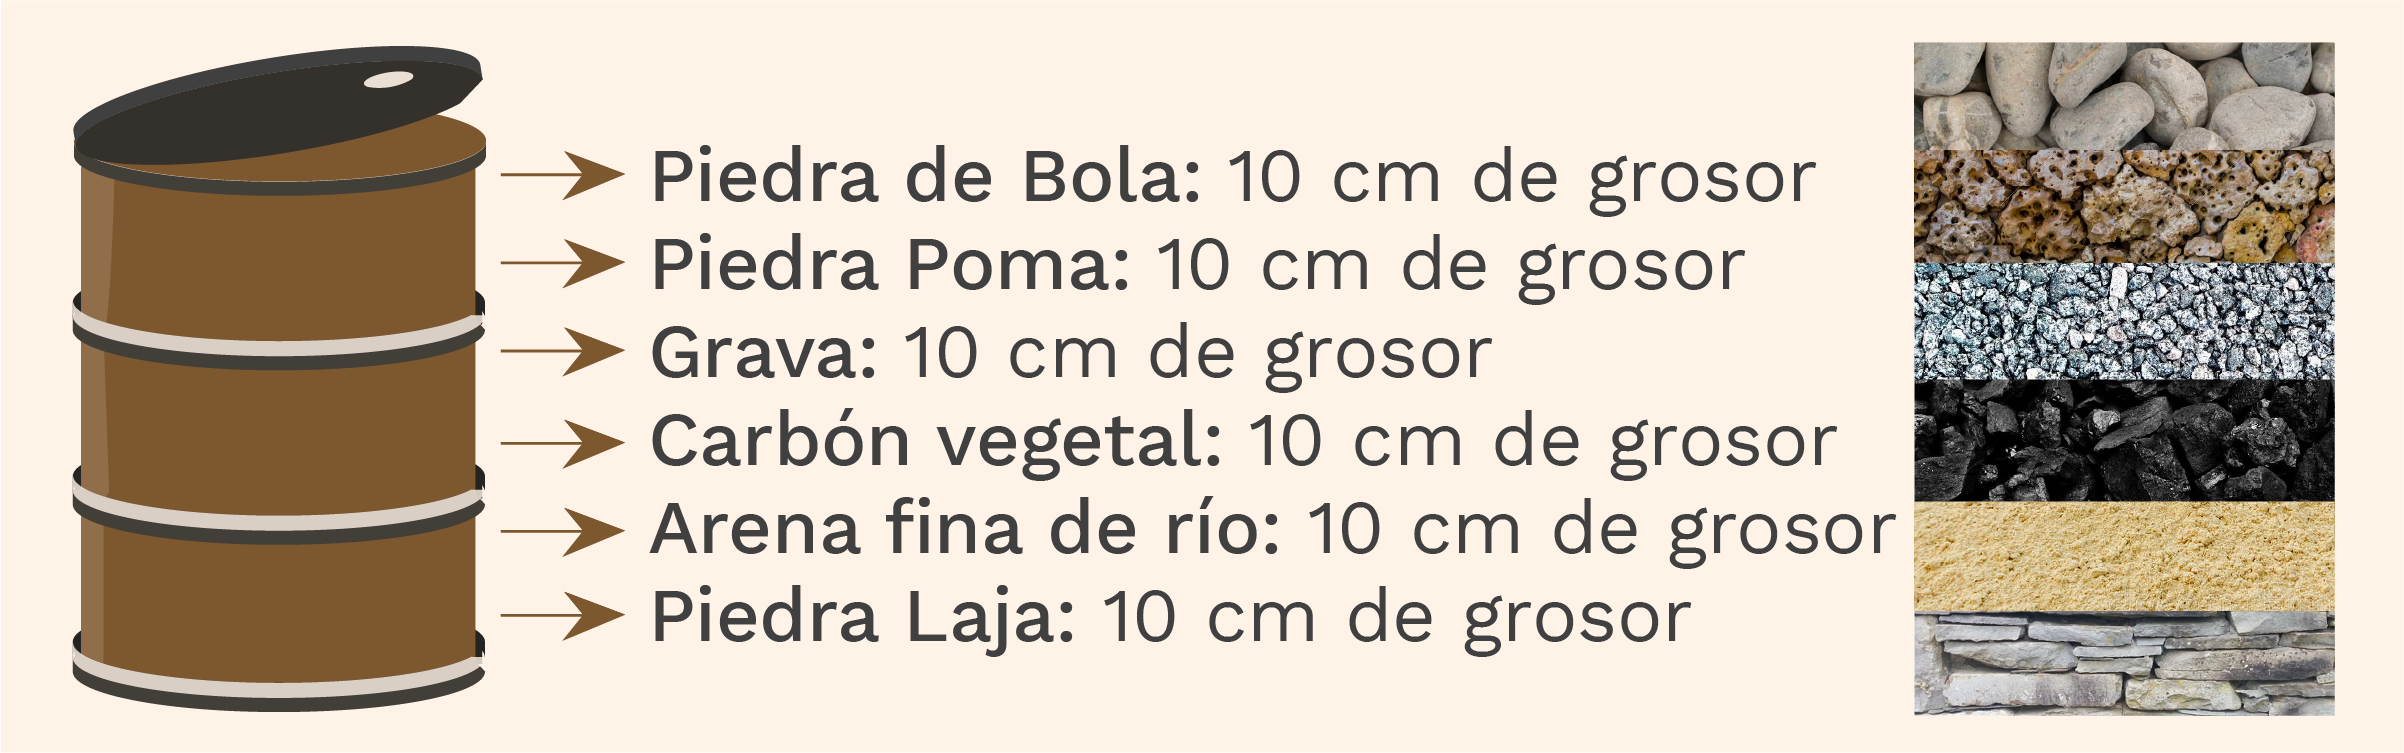 Piedra de Bola: 10 cm de grosor
Piedra Poma: 10 cm de grosor
Grava: 10 cm de grosor
Carbón vegetal: 10 cm de grosor
Arena fina de río: 10 cm de grosor
Piedra Laja: 10 cm de grosor